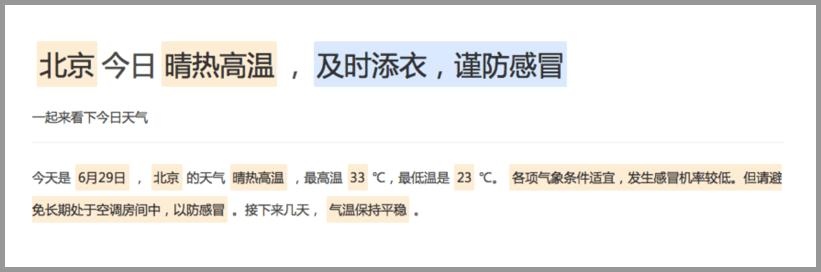 北京 今日 晴热高温 , 及时添衣,谨防感冒
一起来看下今日天气
今天是 6月29日 , 北京 的天气 晴热高温 ,最高温 33 ℃,最低温是 23 ℃。 各项气象条件适宜,发生感冒机率较低。但请避
免长期处于空调房间中,以防感冒 。接下来几天, 气温保持平稳 。